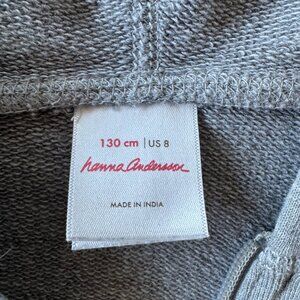 130 cm | US 8
hanna andersson
MADE IN INDIA